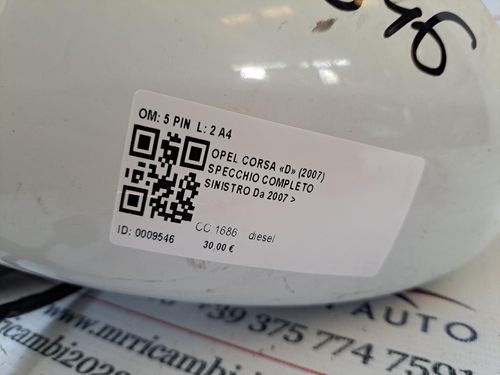 546
OM: 5 PIN L: 2 A4
OPEL CORSA «D» (2007)
SPECCHIO COMPLETO
SINISTRO Da 2007 >
CC 1686 diesel
30,00 €
ID: 0009546
AUTO
+39 375 774 7591
www.mrricambi